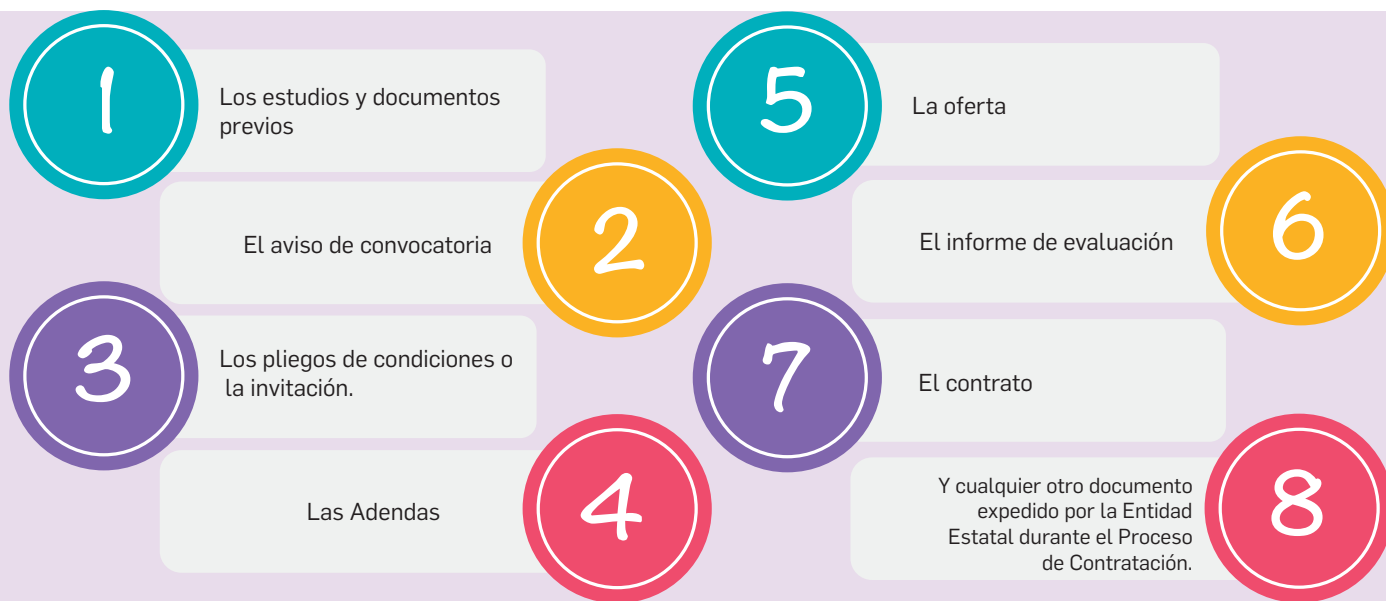 1
Los estudios y documentos
previos
2
El aviso de convocatoria
3
Los pliegos de condiciones o
la invitación.
4
Las Adendas
5
La oferta
6
El informe de evaluación
7
El contrato
8
Y cualquier otro documento
expedido por la Entidad
Estatal durante el Proceso
de Contratación.